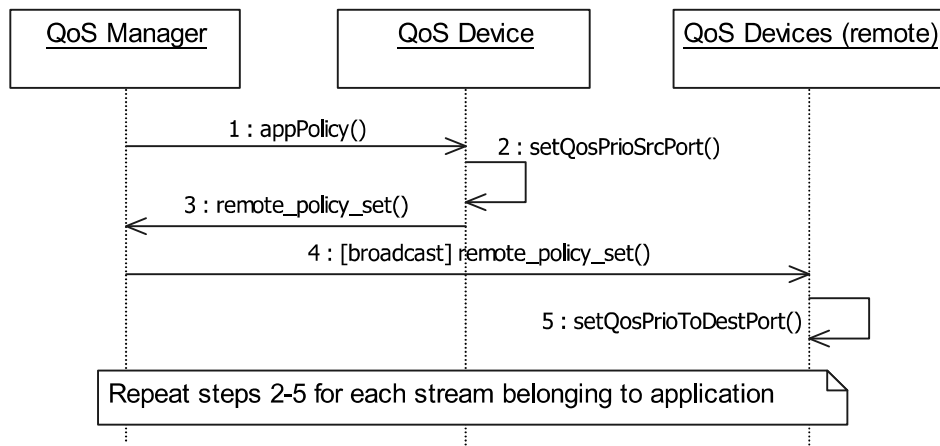 QoS Manager
QoS Device
QoS Devices (remote)
1 : appPolicy()
2 : setQosPrioSrcPort()
3 : remote_policy_set()
4 : [broadcast] remote_policy_set()
5 : setQosPrioToDestPort()
Repeat steps 2-5 for each stream belonging to application